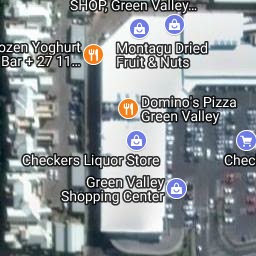 SHOP, Green Valley...
ozen Yoghurt
Bar + 27 11...
Montagu Dried
Fruit & Nuts
Domino's Pizza
Green Valley
Checkers Liquor Store
Chec
Green Valley
Shopping Center